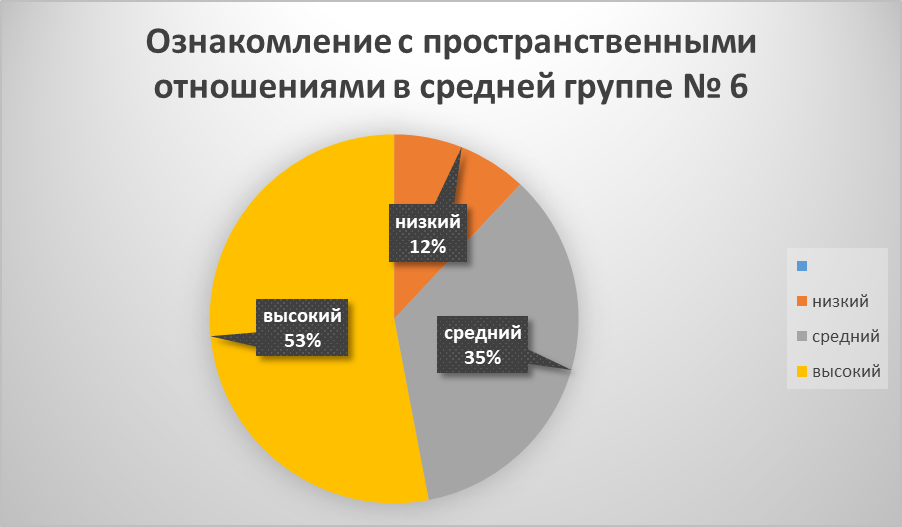 Ознакомление с пространственными
отношениями в средней группе № 6
низкий
12%
высокий
53%
средний
35%
низкий
средний
высокий